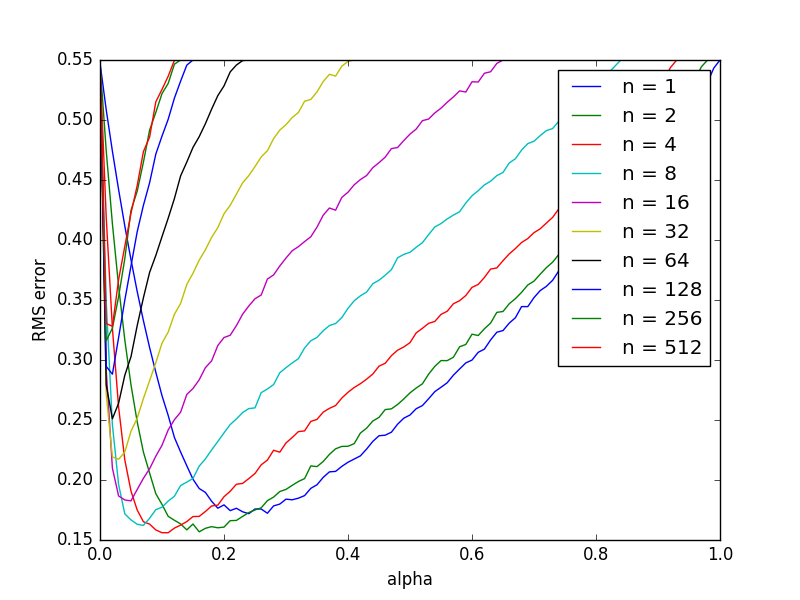 0.55
0.50
0.45
0.40
0.35
0.30
0.25
0.20
0.15
RMS error
n = 1
n = 2
n = 4
n = 8
n = 16
n = 32
n = 64
n = 128
n = 256
n = 512
0.0 0.2 0.4 0.6 0.8 1.0
alpha